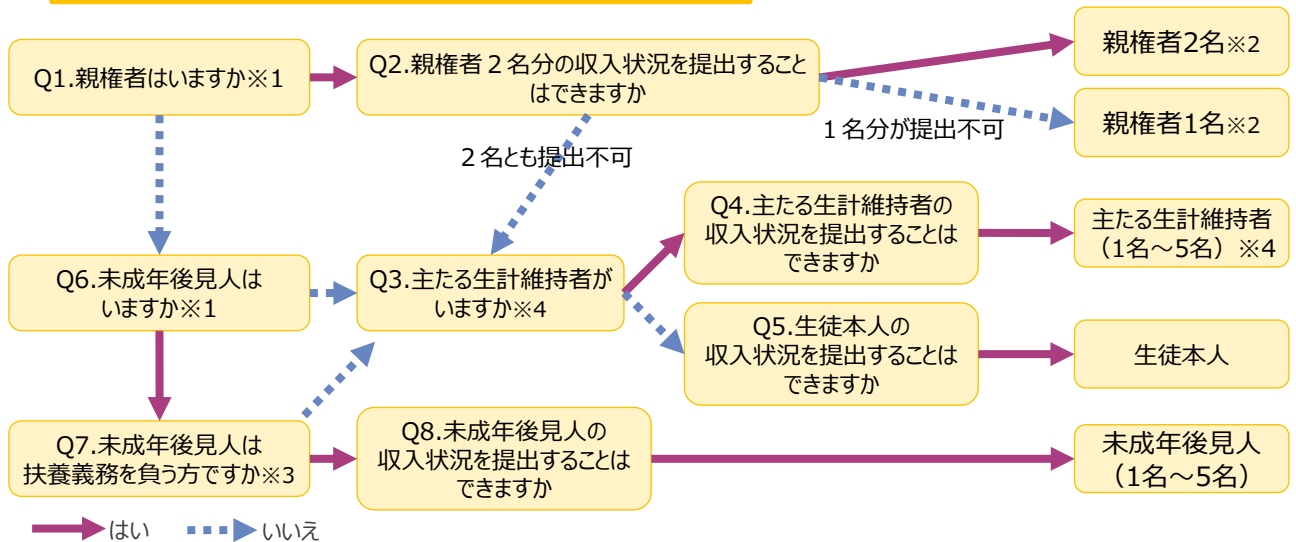 Q1.親権者はいますか※1
Q2.親権者２名分の収入状況を提出すること
はできますか
親権者2名※2
親権者1名※2
１名分が提出不可
２名とも提出不可
Q4.主たる生計維持者の
収入状況を提出することは
できますか
主たる生計維持者
（1名～5名）※4
Q6.未成年後見人は
いますか※1
Q3.主たる生計維持者が
いますか※4
Q5.生徒本人の
収入状況を提出することは
できますか
生徒本人
Q7.未成年後見人は
扶養義務を負う方ですか※3
Q8.未成年後見人の
収入状況を提出することは
できますか
未成年後見人
（1名～5名）
はい
いいえ